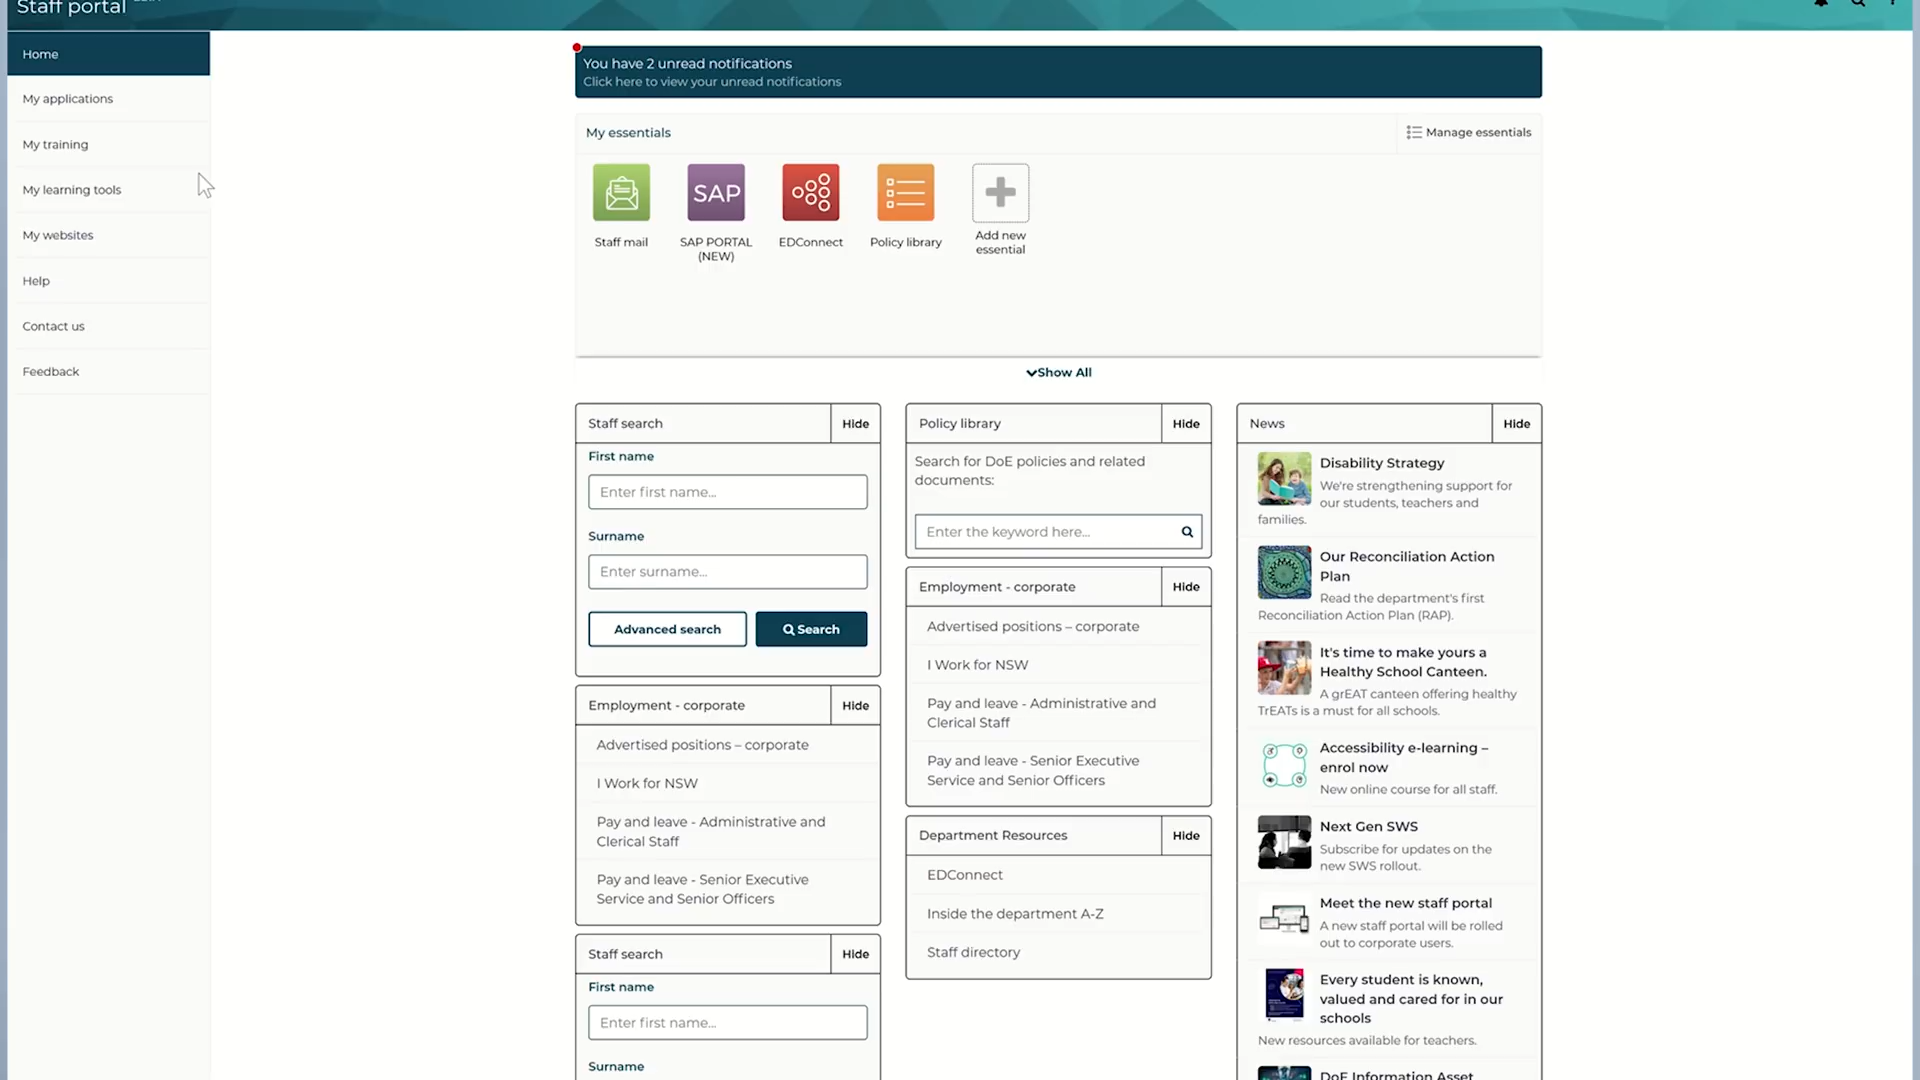 Staff portal
Home
My applications
My training
My learning tools
My websites
Help
Contact us
Feedback
You have 2 unread notifications
Click here to view your unread notifications
My essentials
Manage essentials
SAP
Staff mail
SAP PORTAL
(NEW)
EDConnect
Policy library
Add new
essential
Show All
Staff search
Hide
First name
Enter first name...
Surname
Enter surname...
Advanced search
Search
Employment - corporate
Hide
Advertised positions – corporate
I Work for NSW
Pay and leave - Administrative and
Clerical Staff
Pay and leave - Senior Executive
Service and Senior Officers
Staff search
Hide
First name
Enter first name...
Surname
Policy library
Hide
Search for DoE policies and related
documents:
Enter the keyword here...
Employment - corporate
Hide
Advertised positions – corporate
I Work for NSW
Pay and leave - Administrative and
Clerical Staff
Pay and leave - Senior Executive
Service and Senior Officers
Department Resources
Hide
EDConnect
Inside the department A-Z
Staff directory
News
Hide
Disability Strategy
We're strengthening support for
our students, teachers and
families.
Our Reconciliation Action
Plan
Read the department's first
Reconciliation Action Plan (RAP).
It's time to make yours a
Healthy School Canteen.
A grEAT canteen offering healthy
TrEATs is a must for all schools.
Accessibility e-learning –
enrol now
New online course for all staff.
Next Gen SWS
Subscribe for updates on the
new SWS rollout.
Meet the new staff portal
A new staff portal will be rolled
out to corporate users.
Every student is known,
valued and cared for in our
schools
New resources available for teachers.
DoE Information Asset